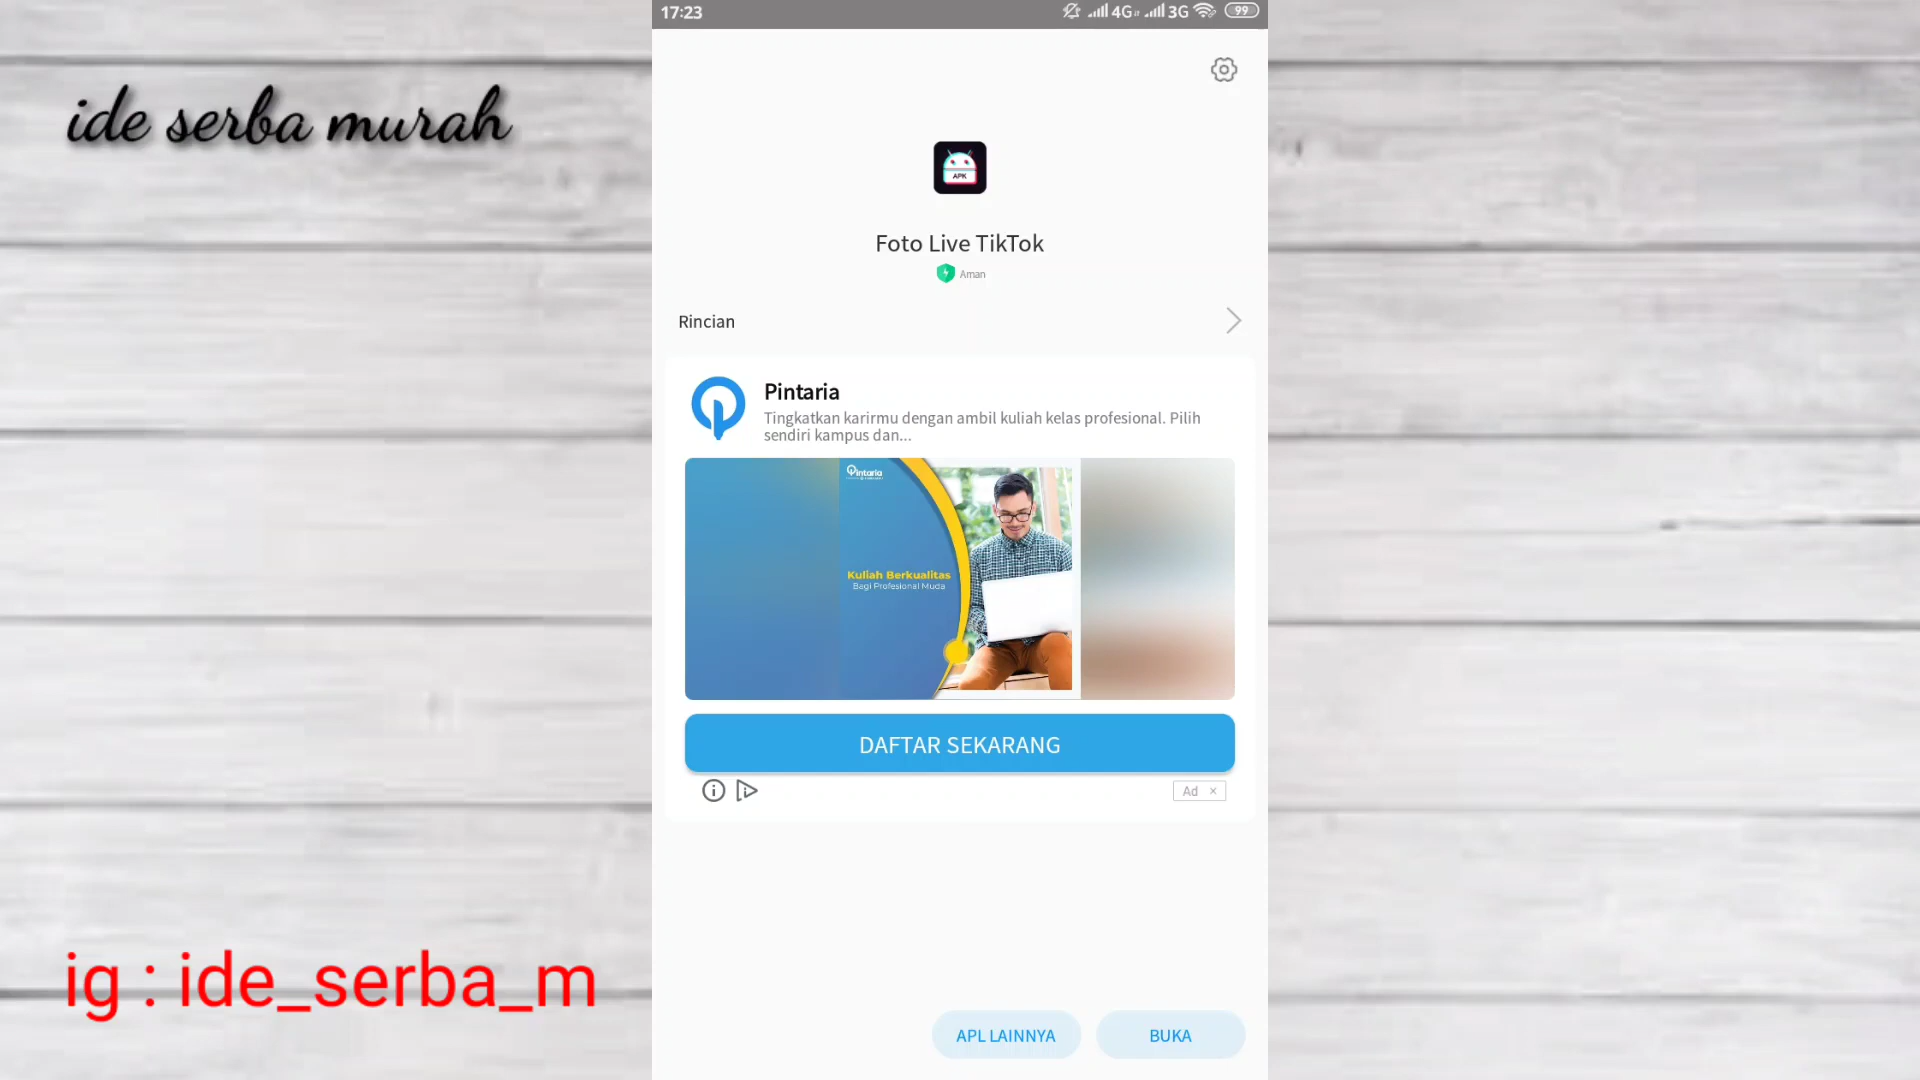 17:23
4G
3G
99
ide serba murah
APK
Foto Live TikTok
Aman
Rincian
Pintaria
Tingkatkan karirmu dengan ambil kuliah kelas profesional. Pilih
sendiri kampus dan...
Pintaria
Kuliah Berkualitas
Bagi Profesional Muda
DAFTAR SEKARANG
Ad ×
ig : ide_serba_m
APL LAINNYA
BUKA